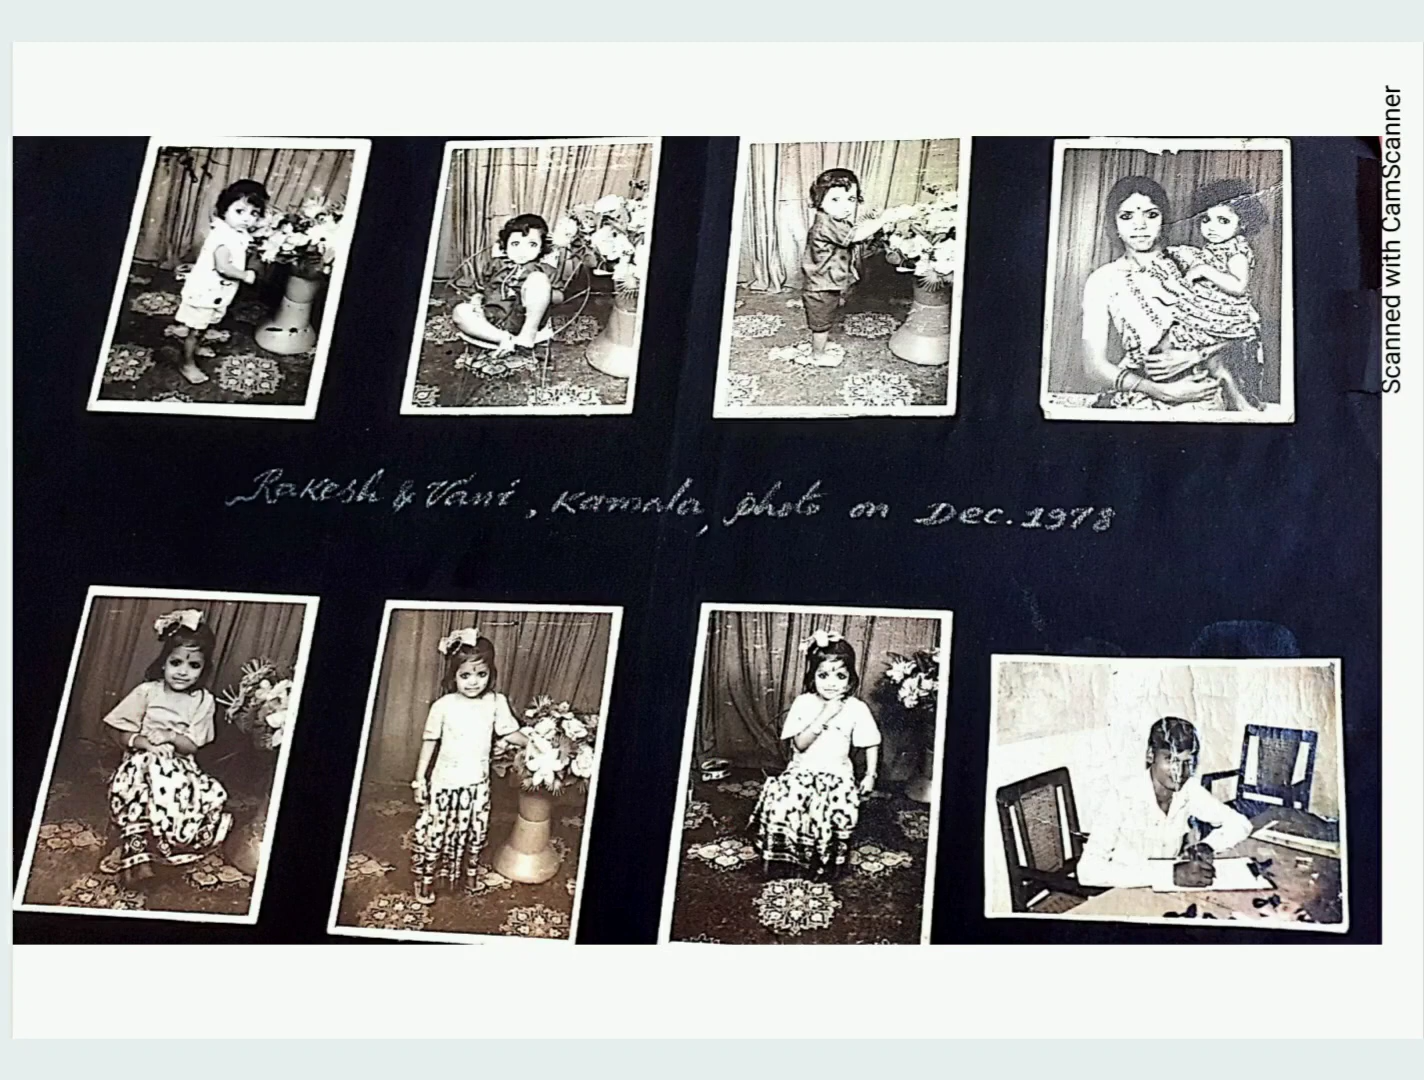 Rakesh & Vani, Kamala, photo on Dec. 1978
Scanned with CamScanner